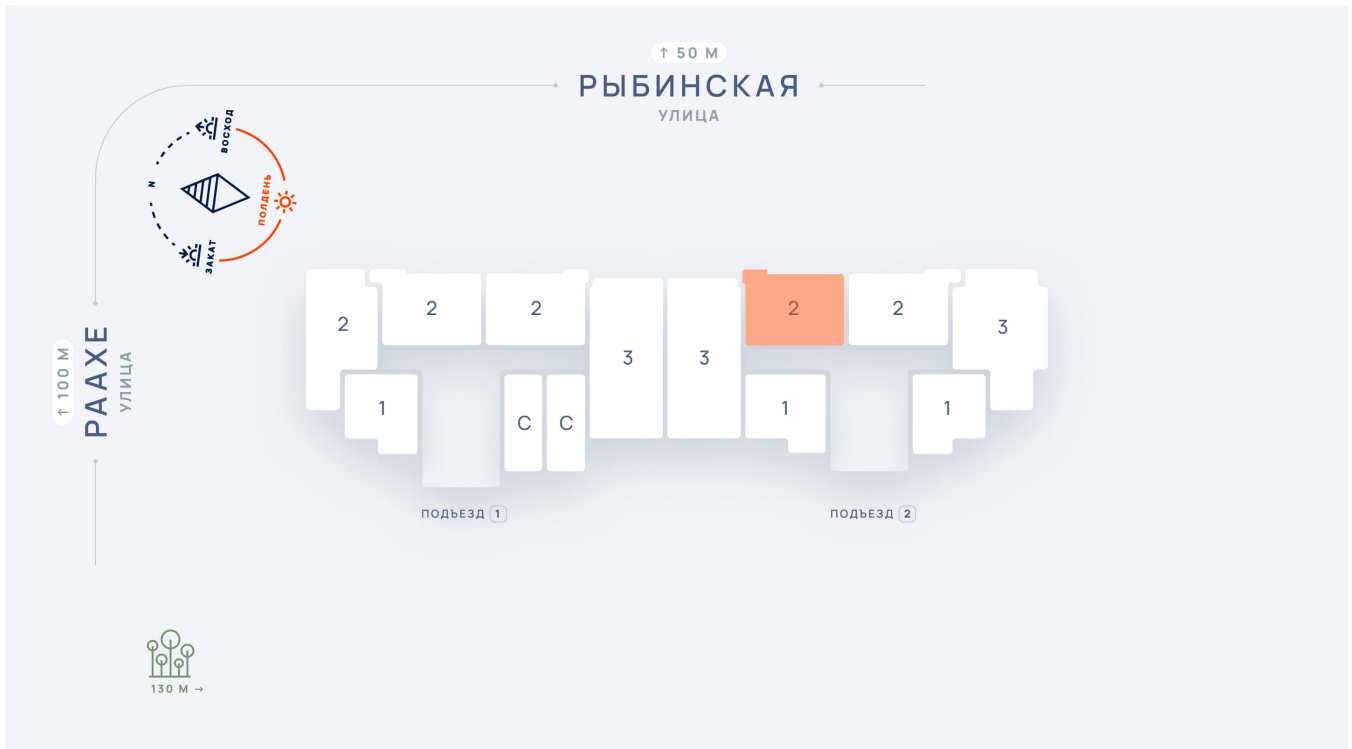 ↑ 50 М
РЫБИНСКАЯ
УЛИЦА
ВОСХОД
N
ПОЛДЕНЬ
ЗАКАТ
↑ 100 М
РААХЕ
УЛИЦА
2 2 2 3 3 2 2 3
1 С С 1 1
ПОДЪЕЗД 1
ПОДЪЕЗД 2
130 М →